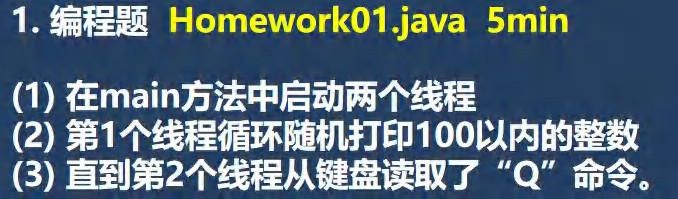 1. 编程题 Homework01.java 5min
(1) 在main方法中启动两个线程
(2) 第1个线程循环随机打印100以内的整数
(3) 直到第2个线程从键盘读取了“Q”命令。